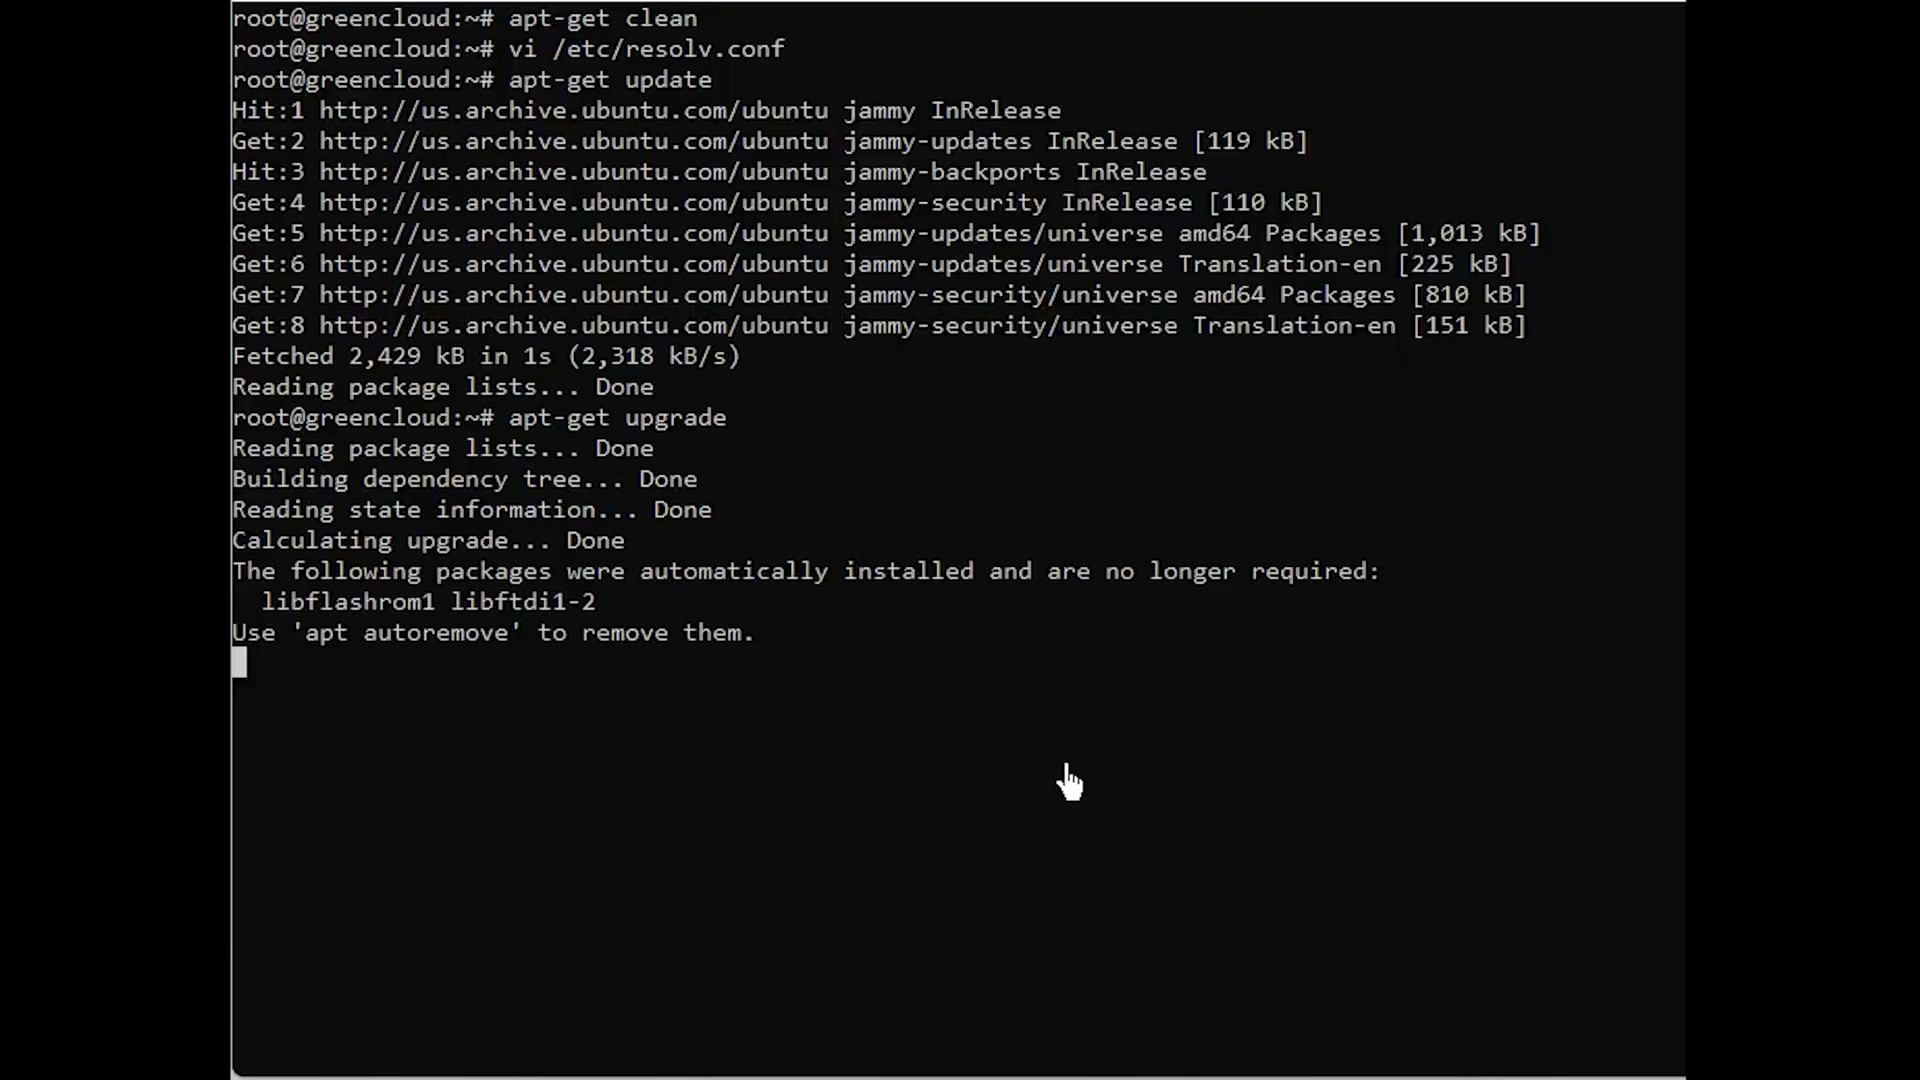 root@greencloud:~# apt-get clean
root@greencloud:~# vi /etc/resolv.conf
root@greencloud:~# apt-get update
Hit:1 http://us.archive.ubuntu.com/ubuntu jammy InRelease
Get:2 http://us.archive.ubuntu.com/ubuntu jammy-updates InRelease [119 kB]
Hit:3 http://us.archive.ubuntu.com/ubuntu jammy-backports InRelease
Get:4 http://us.archive.ubuntu.com/ubuntu jammy-security InRelease [110 kB]
Get:5 http://us.archive.ubuntu.com/ubuntu jammy-updates/universe amd64 Packages [1,013 kB]
Get:6 http://us.archive.ubuntu.com/ubuntu jammy-updates/universe Translation-en [225 kB]
Get:7 http://us.archive.ubuntu.com/ubuntu jammy-security/universe amd64 Packages [810 kB]
Get:8 http://us.archive.ubuntu.com/ubuntu jammy-security/universe Translation-en [151 kB]
Fetched 2,429 kB in 1s (2,318 kB/s)
Reading package lists... Done
root@greencloud:~# apt-get upgrade
Reading package lists... Done
Building dependency tree... Done
Reading state information... Done
Calculating upgrade... Done
The following packages were automatically installed and are no longer required:
  libflashrom1 libftdi1-2
Use 'apt autoremove' to remove them.